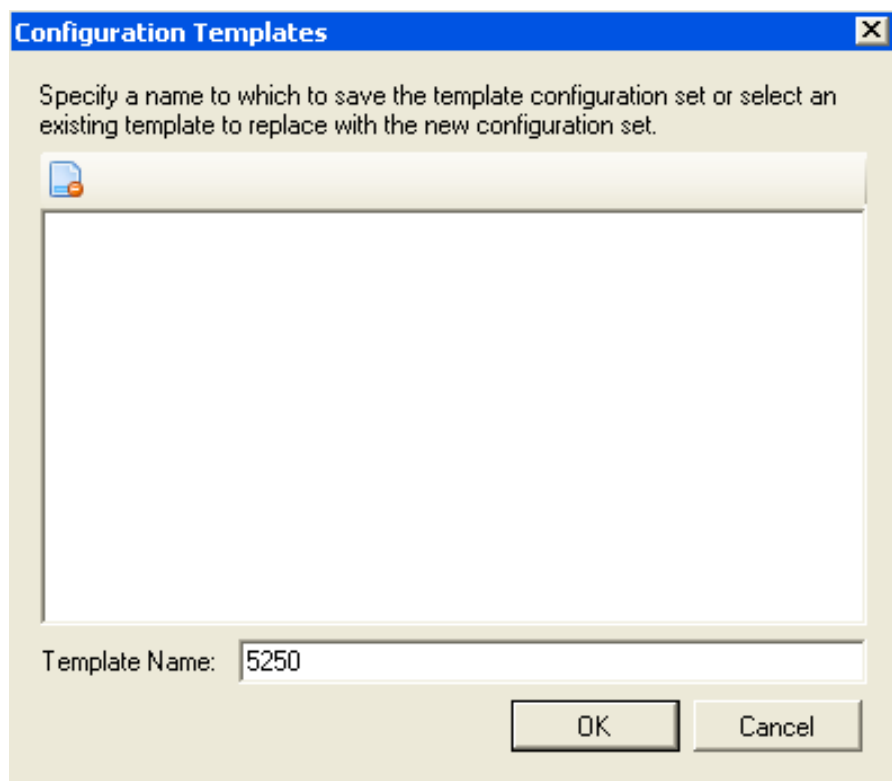 Configuration Templates
Specify a name to which to save the template configuration set or select an
existing template to replace with the new configuration set.
Template Name: 5250
OK Cancel